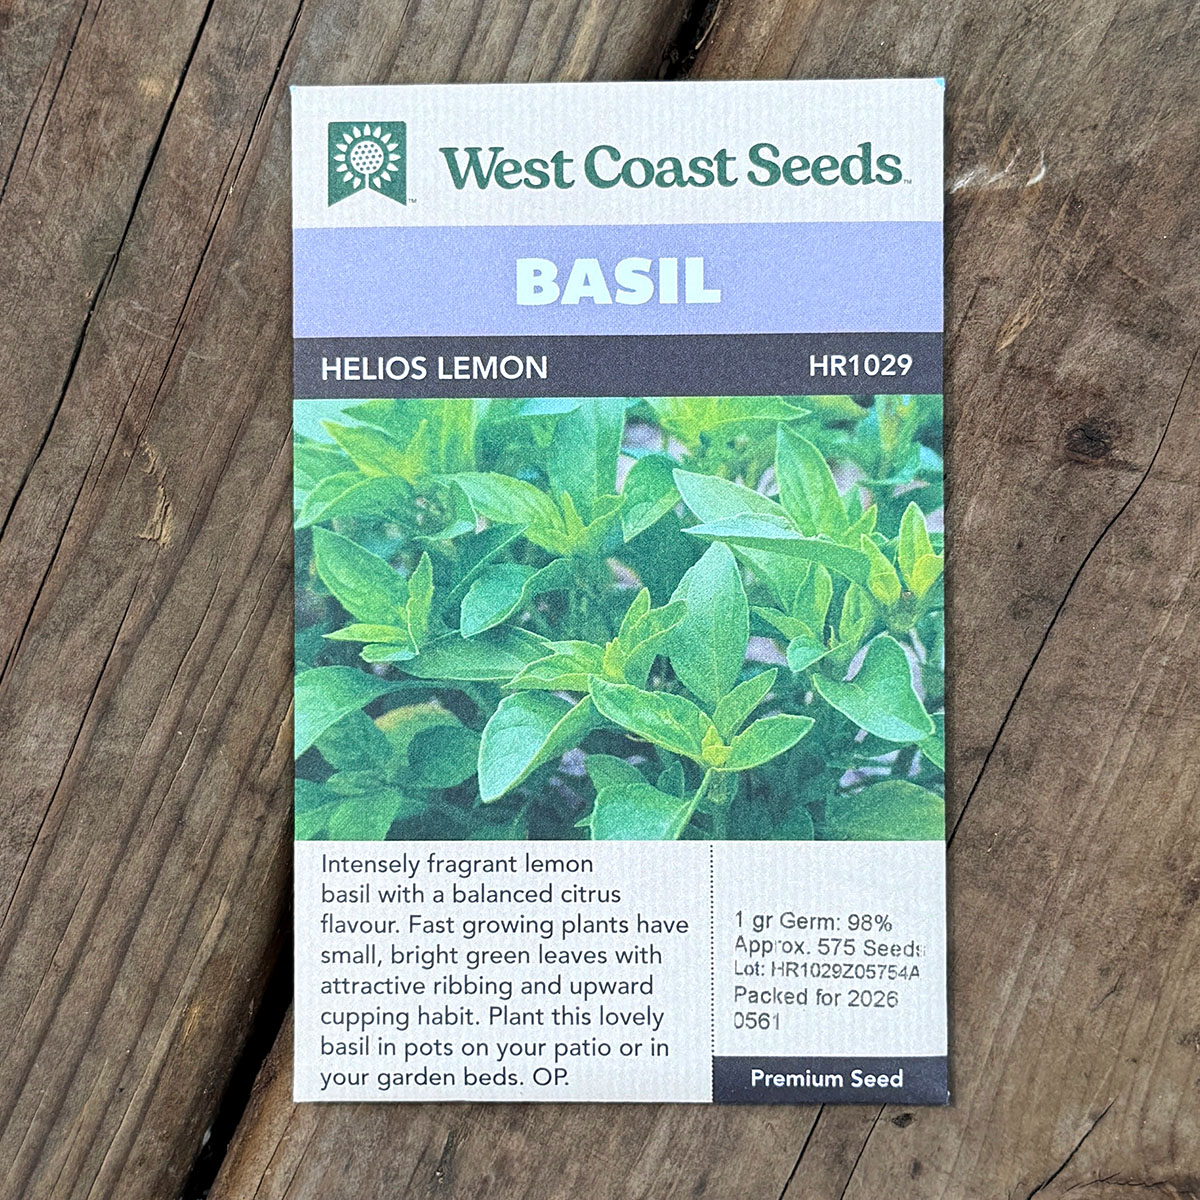 West Coast Seeds™
BASIL
HELIOS LEMON HR1029
Intensely fragrant lemon
basil with a balanced citrus
flavour. Fast growing plants have
small, bright green leaves with
attractive ribbing and upward
cupping habit. Plant this lovely
basil in pots on your patio or in
your garden beds. OP.
1 gr Germ: 98%
Approx. 575 Seeds
Lot: HR1029Z05754A
Packed for 2026
0561
Premium Seed